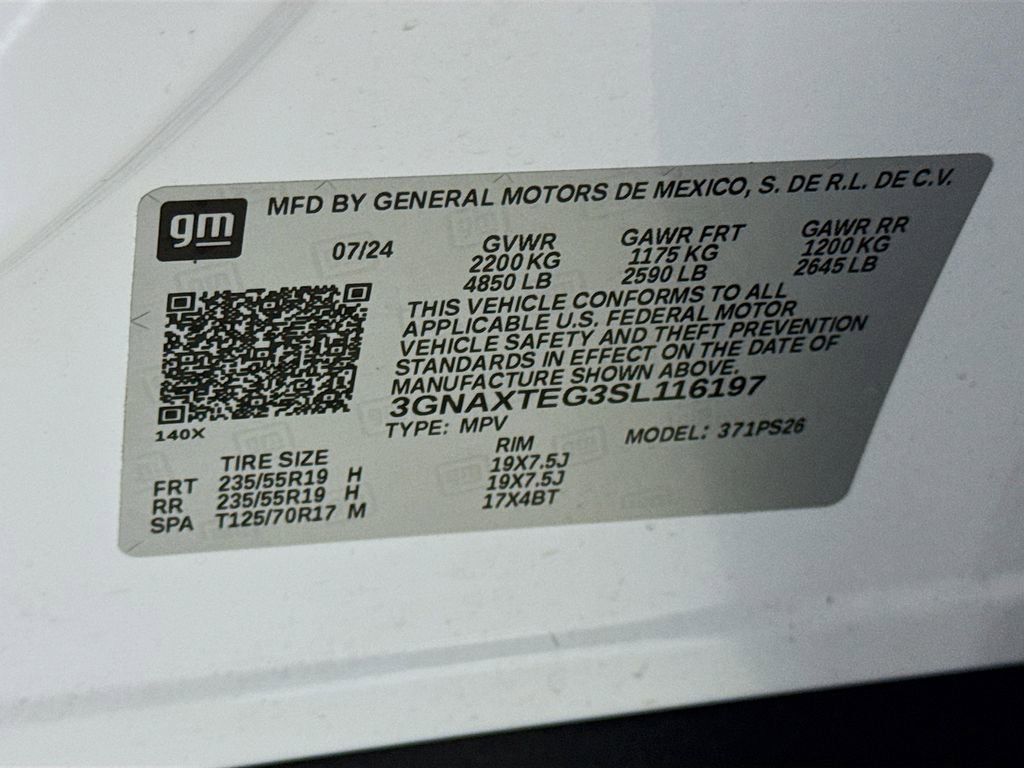 gm
MFD BY GENERAL MOTORS DE MEXICO, S. DE R.L. DE C.V.
07/24
GVWR
2200 KG
4850 LB
GAWR FRT
1175 KG
2590 LB
GAWR RR
1200 KG
2645 LB
THIS VEHICLE CONFORMS TO ALL
APPLICABLE U.S. FEDERAL MOTOR
VEHICLE SAFETY AND THEFT PREVENTION
STANDARDS IN EFFECT ON THE DATE OF
MANUFACTURE SHOWN ABOVE.
3GNAXTEG3SL116197
TYPE: MPV
MODEL: 371PS26
140X
TIRE SIZE RIM
FRT 235/55R19 H 19X7.5J
RR 235/55R19 H 19X7.5J
SPA T125/70R17 M 17X4BT